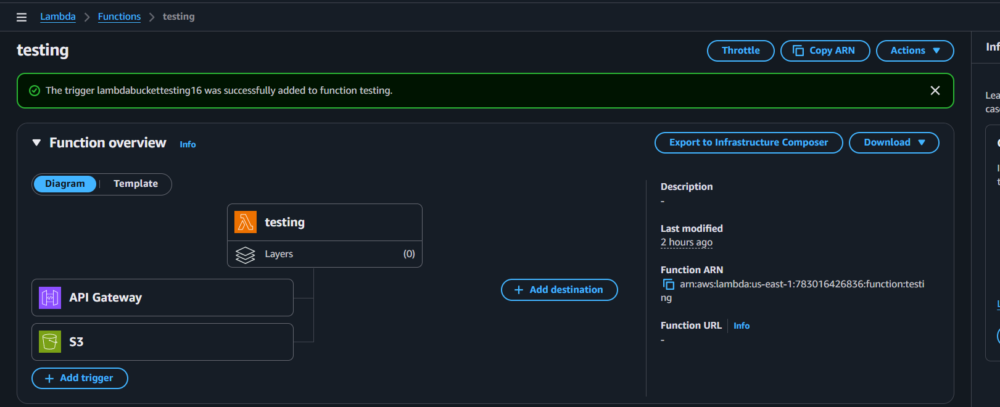 Lambda > Functions > testing
testing
Throttle
Copy ARN
Actions
The trigger lambdabuckettesting16 was successfully added to function testing.
Function overview
Info
Export to Infrastructure Composer
Download
Diagram
Template
testing
Layers
(0)
API Gateway
S3
+ Add trigger
+ Add destination
Description
-
Last modified
2 hours ago
Function ARN
arn:aws:lambda:us-east-1:783016426836:function:testi
ng
Function URL
Info
-
Inf
Lea
cas